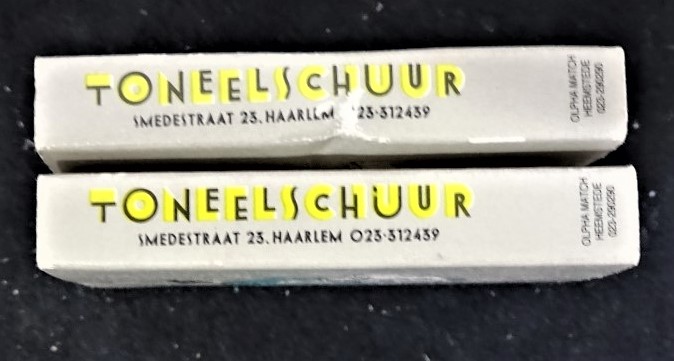 TONEELSCHUUR
SMEDESTRAAT 23. HAARLEM 23-312439
OLPHA MATCH
HEEMSTEDE
023-290290
TONEELSCHUUR
SMEDESTRAAT 23. HAARLEM 023-312439
OLPHA MATCH
HEEMSTEDE
023-290290